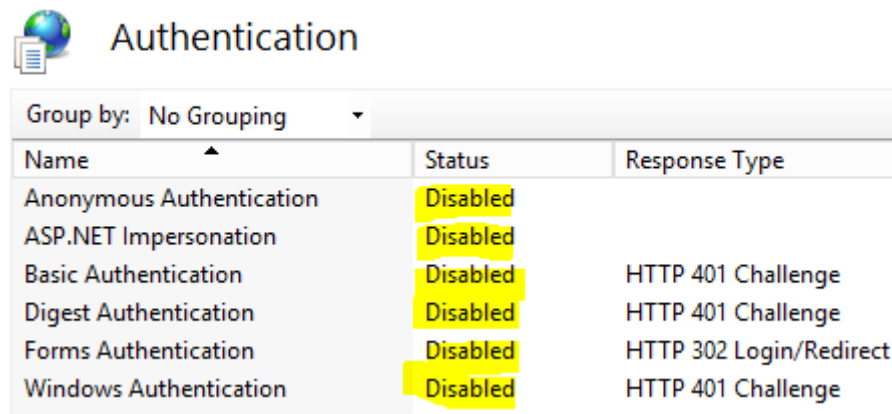 Authentication
Group by: No Grouping
Name Status Response Type
Anonymous Authentication Disabled
ASP.NET Impersonation Disabled
Basic Authentication Disabled HTTP 401 Challenge
Digest Authentication Disabled HTTP 401 Challenge
Forms Authentication Disabled HTTP 302 Login/Redirect
Windows Authentication Disabled HTTP 401 Challenge